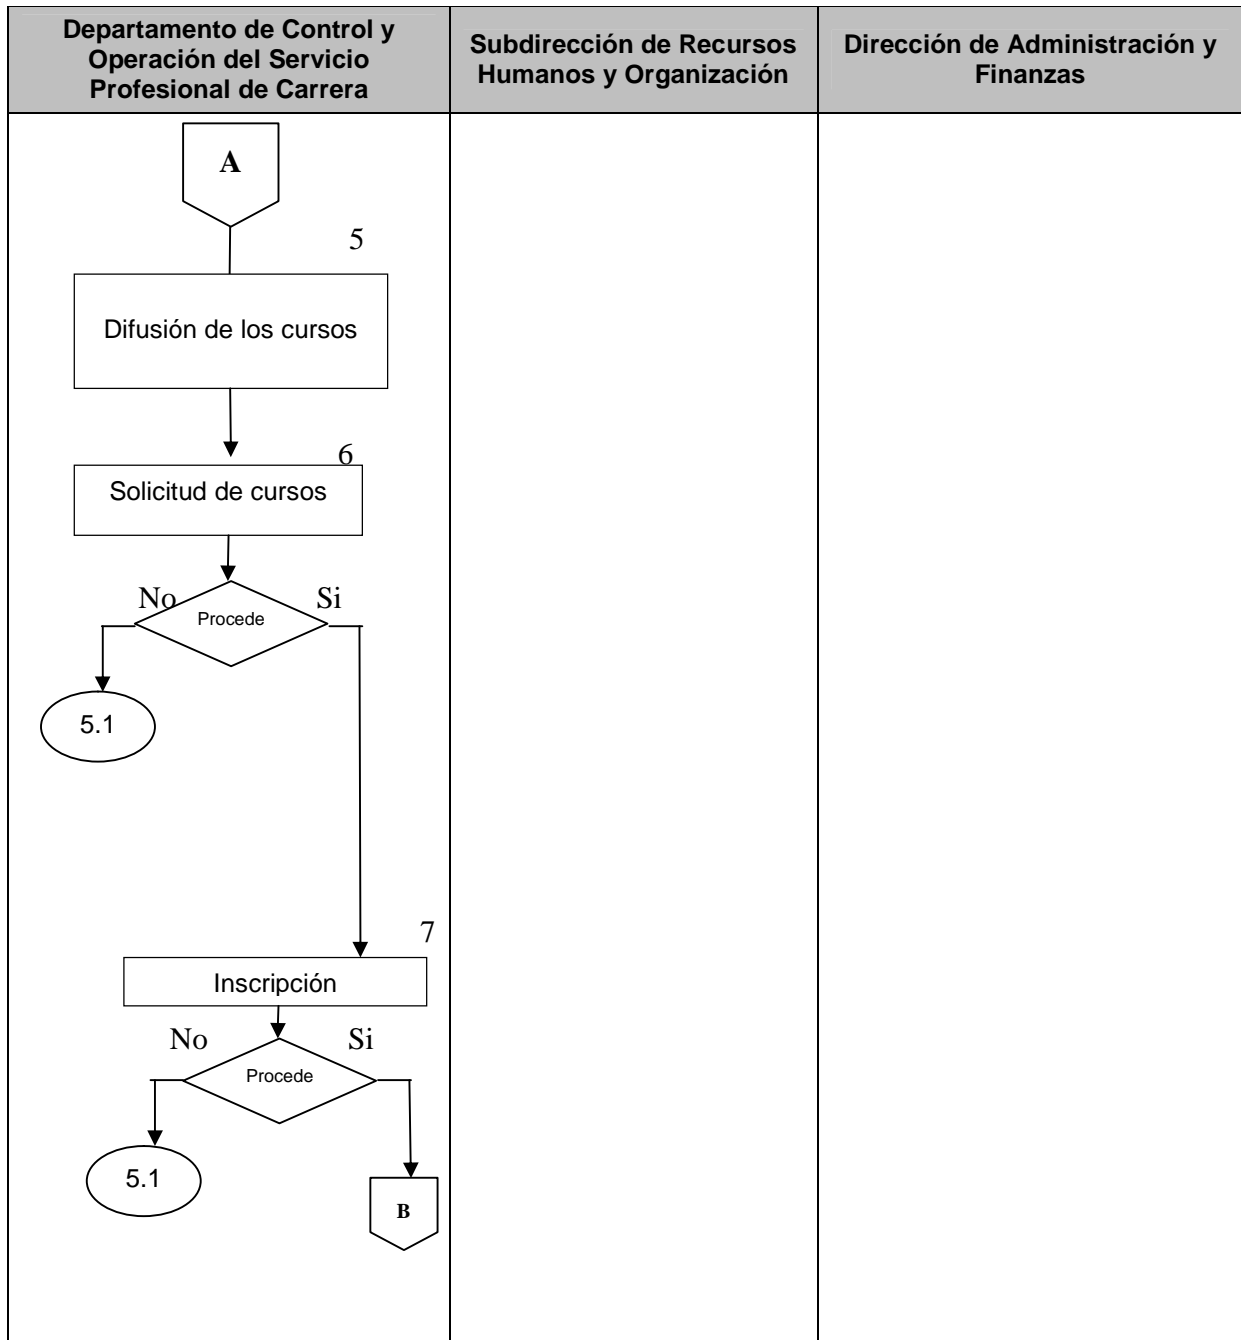 Departamento de Control y
Operación del Servicio
Profesional de Carrera
Subdirección de Recursos
Humanos y Organización
Dirección de Administración y
Finanzas
A
5
Difusión de los cursos
6
Solicitud de cursos
No
Si
Procede
5.1
7
Inscripción
No
Si
Procede
5.1
B